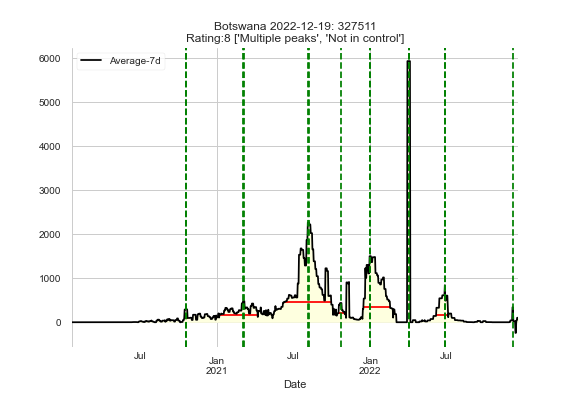 Botswana 2022-12-19: 327511
Rating:8 ['Multiple peaks', 'Not in control']
Average-7d
6000
5000
4000
3000
2000
1000
0
Jul Jan Jul Jan Jul
2021 2022
Date